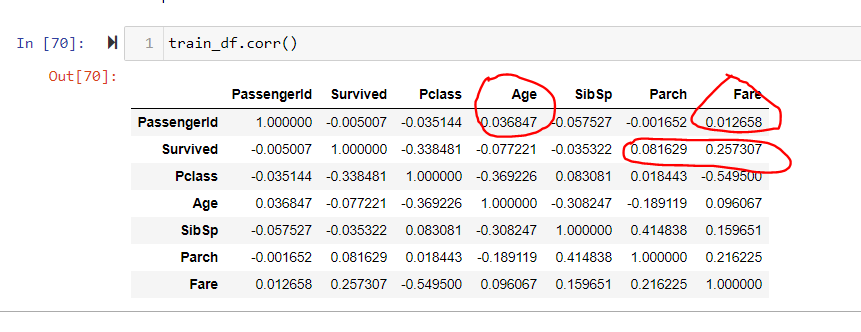 In [70]: 1 train_df.corr()
Out[70]:
PassengerId Survived Pclass Age SibSp Parch Fare
PassengerId 1.000000 -0.005007 -0.035144 0.036847 -0.057527 -0.001652 0.012658
Survived -0.005007 1.000000 -0.338481 -0.077221 -0.035322 0.081629 0.257307
Pclass -0.035144 -0.338481 1.000000 -0.369226 0.083081 0.018443 -0.549500
Age 0.036847 -0.077221 -0.369226 1.000000 -0.308247 -0.189119 0.096067
SibSp -0.057527 -0.035322 0.083081 -0.308247 1.000000 0.414838 0.159651
Parch -0.001652 0.081629 0.018443 -0.189119 0.414838 1.000000 0.216225
Fare 0.012658 0.257307 -0.549500 0.096067 0.159651 0.216225 1.000000